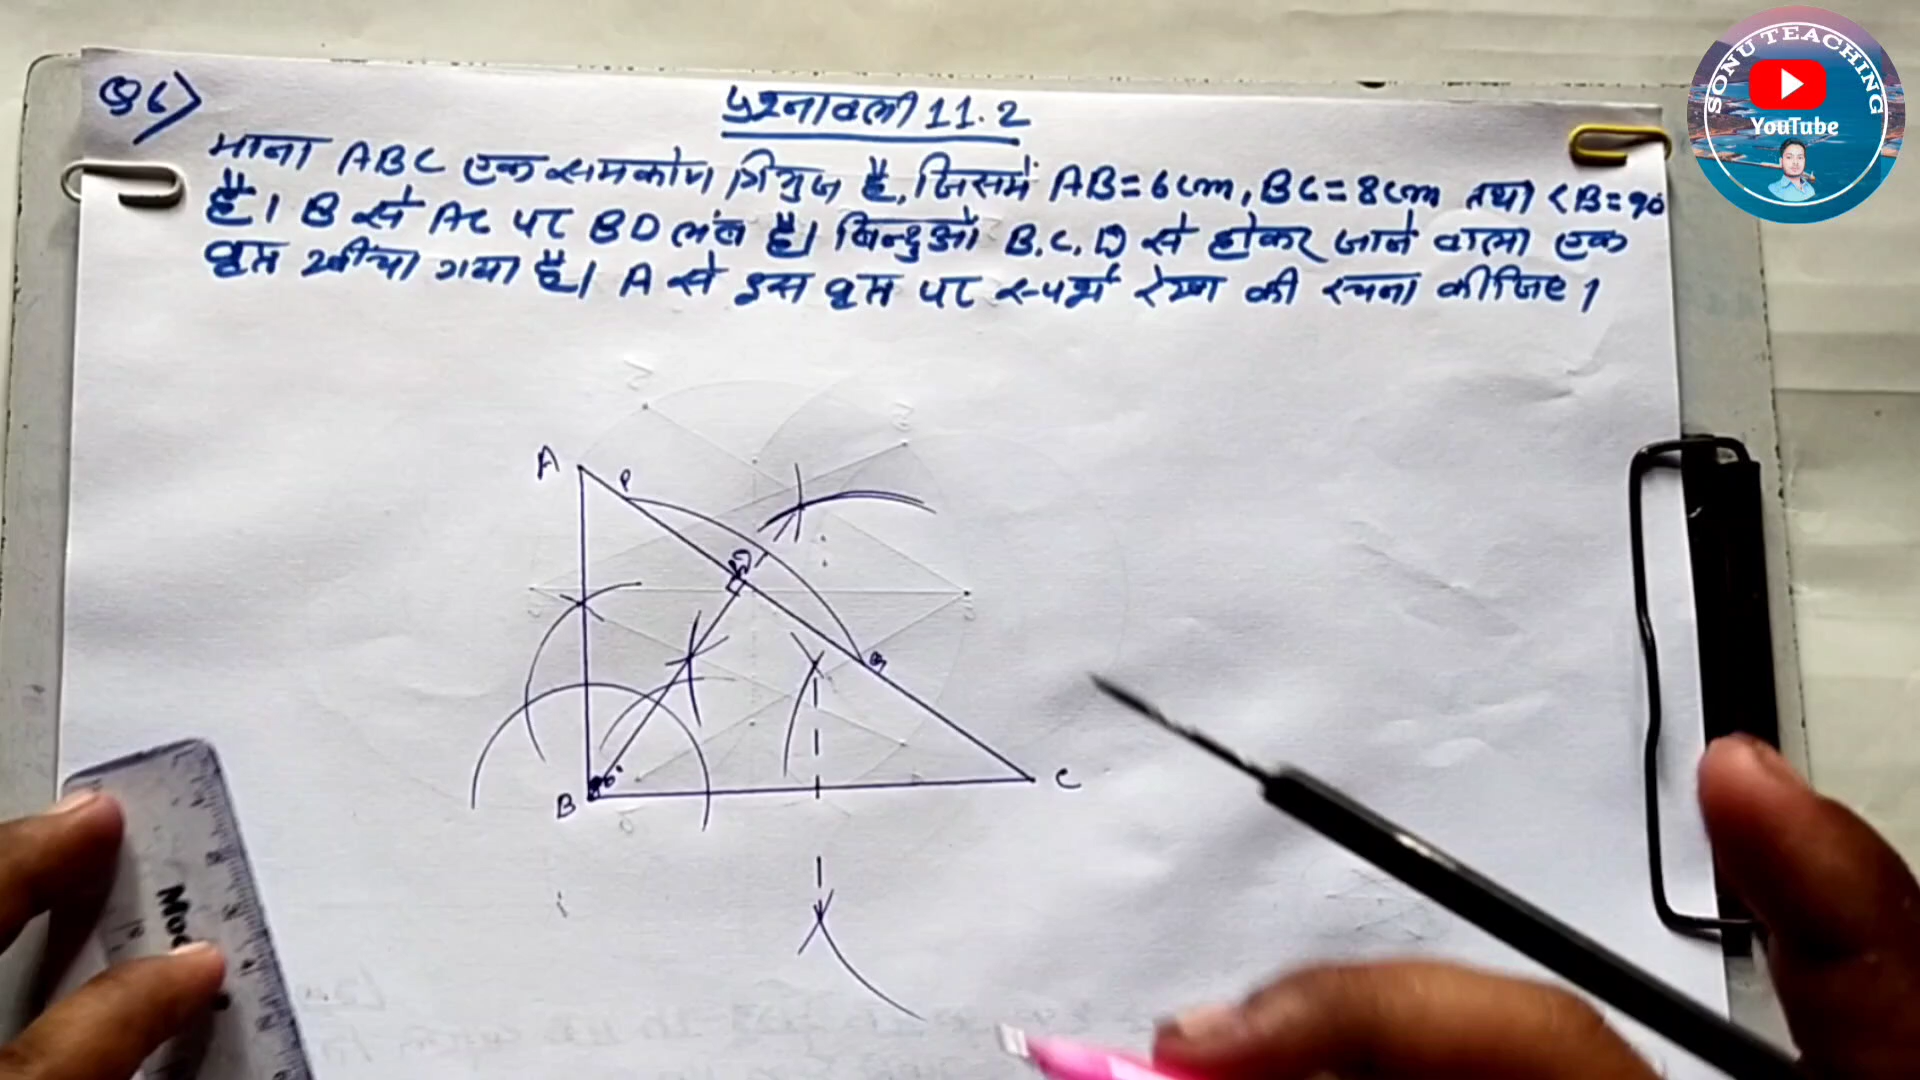 Q6)
प्रश्नावली 11.2
माना ABC एक समकोण त्रिभुज है, जिसमें AB=6cm, BC=8cm तथा <B=90°
है। B से AC पर BD लंब है। बिन्दुओं B,C,D से होकर जाने वाला एक
वृत्त खींचा गया है। A से इस वृत्त पर स्पर्श रेखा की रचना कीजिए।
SONU TEACHING
YouTube
A
P
D
Q
B
90°
C